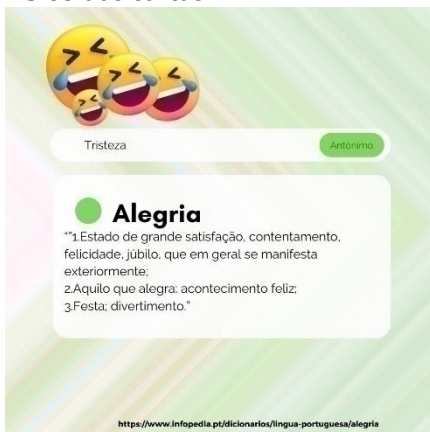 Tristeza
Antónimo
Alegria
“”1.Estado de grande satisfação, contentamento,
felicidade, júbilo, que em geral se manifesta
exteriormente;
2.Aquilo que alegra; acontecimento feliz;
3.Festa; divertimento.”
https://www.infopedia.pt/dicionarios/lingua-portuguesa/alegria